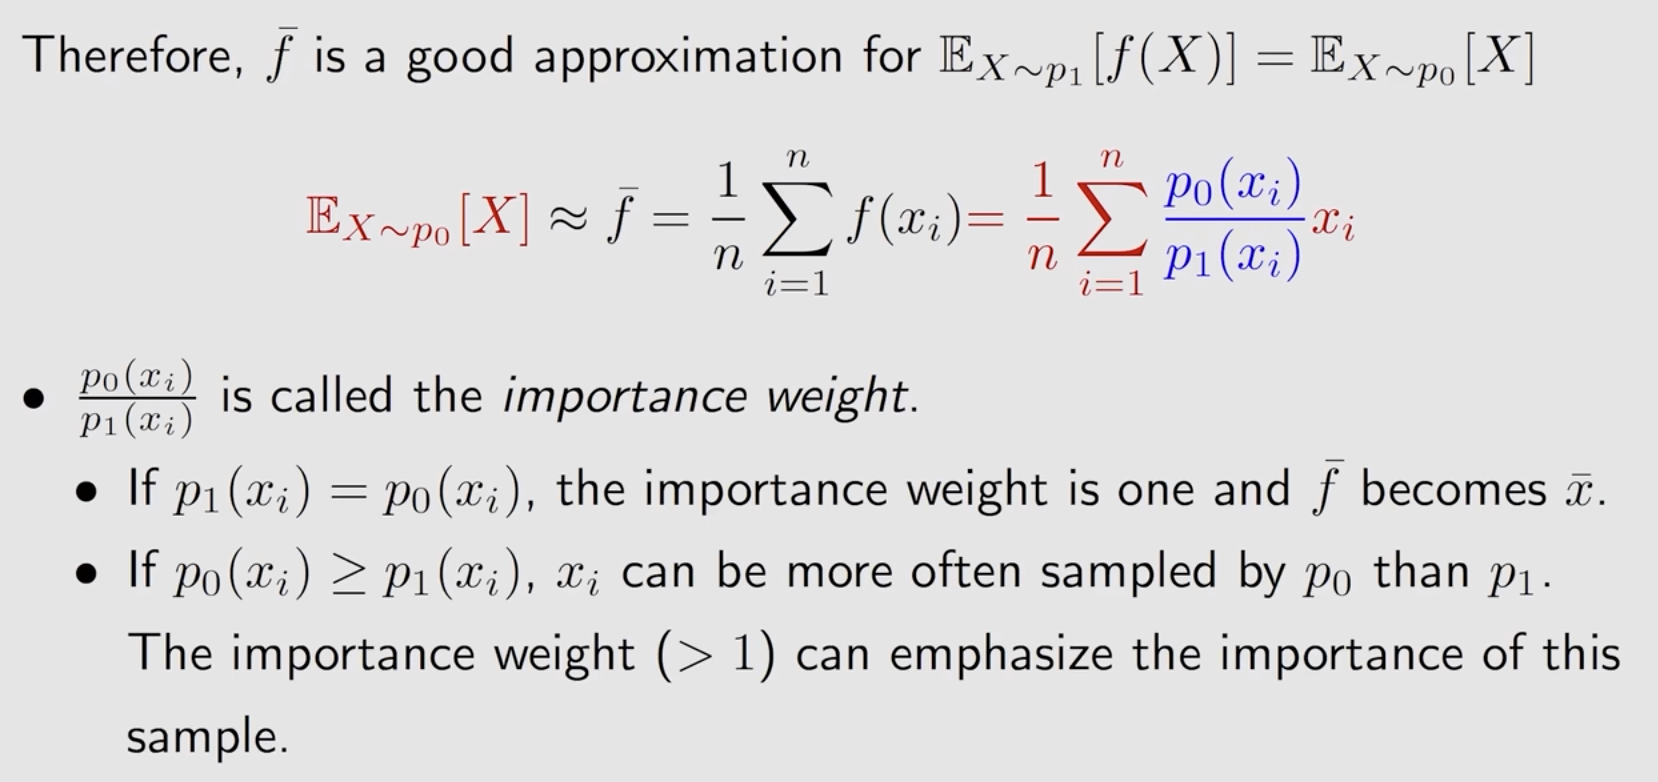 Therefore, $\bar{f}$ is a good approximation for $\mathbb{E}_{X\sim p_1}[f(X)] = \mathbb{E}_{X\sim p_0}[X]$
$\mathbb{E}_{X\sim p_0}[X] \approx \bar{f} = \frac{1}{n}\sum_{i=1}^{n} f(x_i) = \frac{1}{n}\sum_{i=1}^{n} \frac{p_0(x_i)}{p_1(x_i)} x_i$
• $\frac{p_0(x_i)}{p_1(x_i)}$ is called the importance weight.
• If $p_1(x_i) = p_0(x_i)$, the importance weight is one and $\bar{f}$ becomes $\bar{x}$.
• If $p_0(x_i) \geq p_1(x_i)$, $x_i$ can be more often sampled by $p_0$ than $p_1$.
The importance weight (> 1) can emphasize the importance of this
sample.